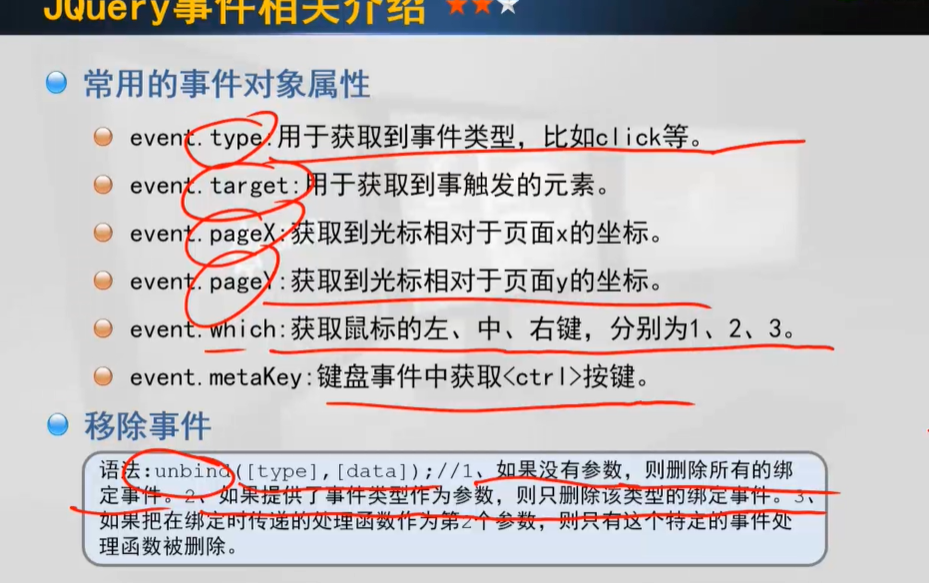 JQuery事件相关介绍
常用的事件对象属性
event.type:用于获取到事件类型，比如click等。
event.target:用于获取到事触发的元素。
event.pageX:获取到光标相对于页面x的坐标。
event.pageY:获取到光标相对于页面y的坐标。
event.which:获取鼠标的左、中、右键，分别为1、2、3。
event.metaKey:键盘事件中获取<ctrl>按键。
移除事件
语法:unbind([type],[data]);//1、如果没有参数，则删除所有的绑
定事件。2、如果提供了事件类型作为参数，则只删除该类型的绑定事件。3、
如果把在绑定时传递的处理函数作为第2个参数，则只有这个特定的事件处
理函数被删除。